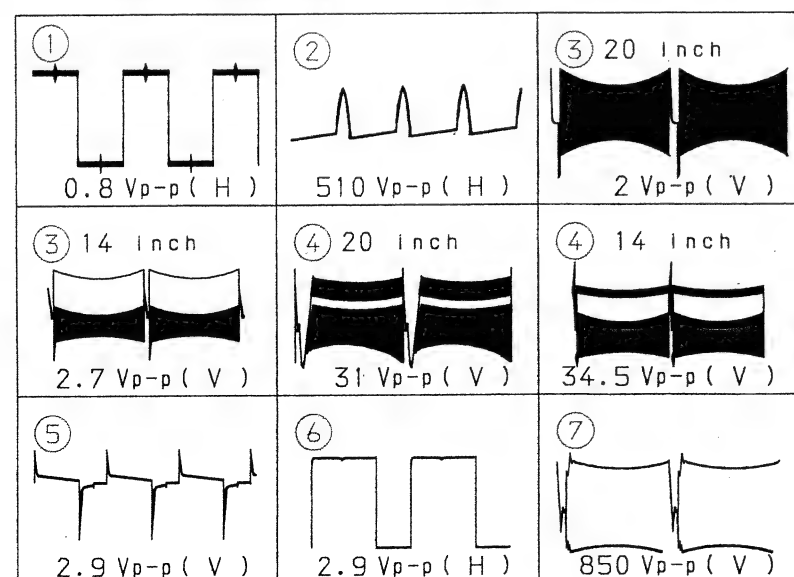 ①
0.8 Vp-p ( H )
②
510 Vp-p ( H )
③ 20 inch
2 Vp-p ( V )
③ 14 inch
2.7 Vp-p ( V )
④ 20 inch
31 Vp-p ( V )
④ 14 inch
34.5 Vp-p ( V )
⑤
2.9 Vp-p ( V )
⑥
2.9 Vp-p ( H )
⑦
850 Vp-p ( V )